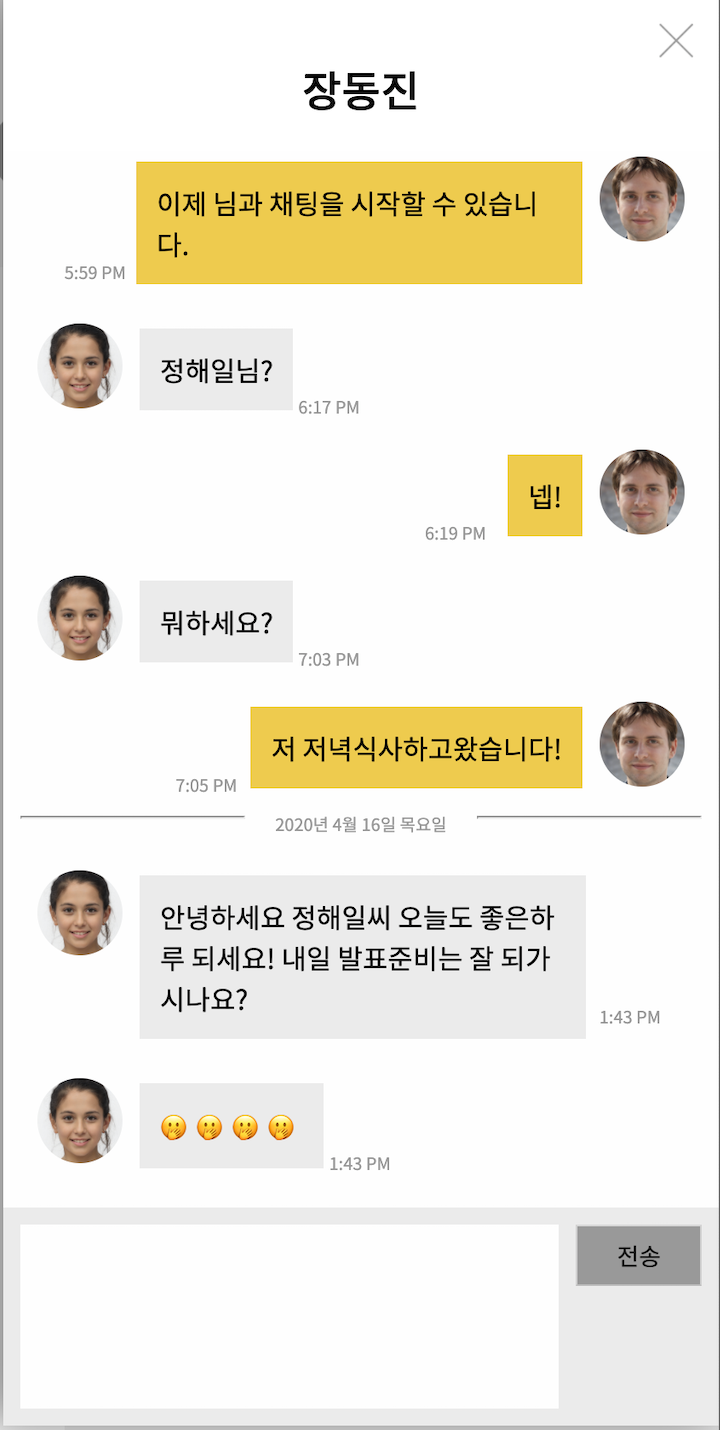 장동진
이제 님과 채팅을 시작할 수 있습니
다.
5:59 PM
정해일님?
6:17 PM
넵!
6:19 PM
뭐하세요?
7:03 PM
저 저녁식사하고왔습니다!
7:05 PM
2020년 4월 16일 목요일
안녕하세요 정해일씨 오늘도 좋은하
루 되세요! 내일 발표준비는 잘 되가
시나요?
1:43 PM
🤭 🤭 🤭 🤭
1:43 PM
전송